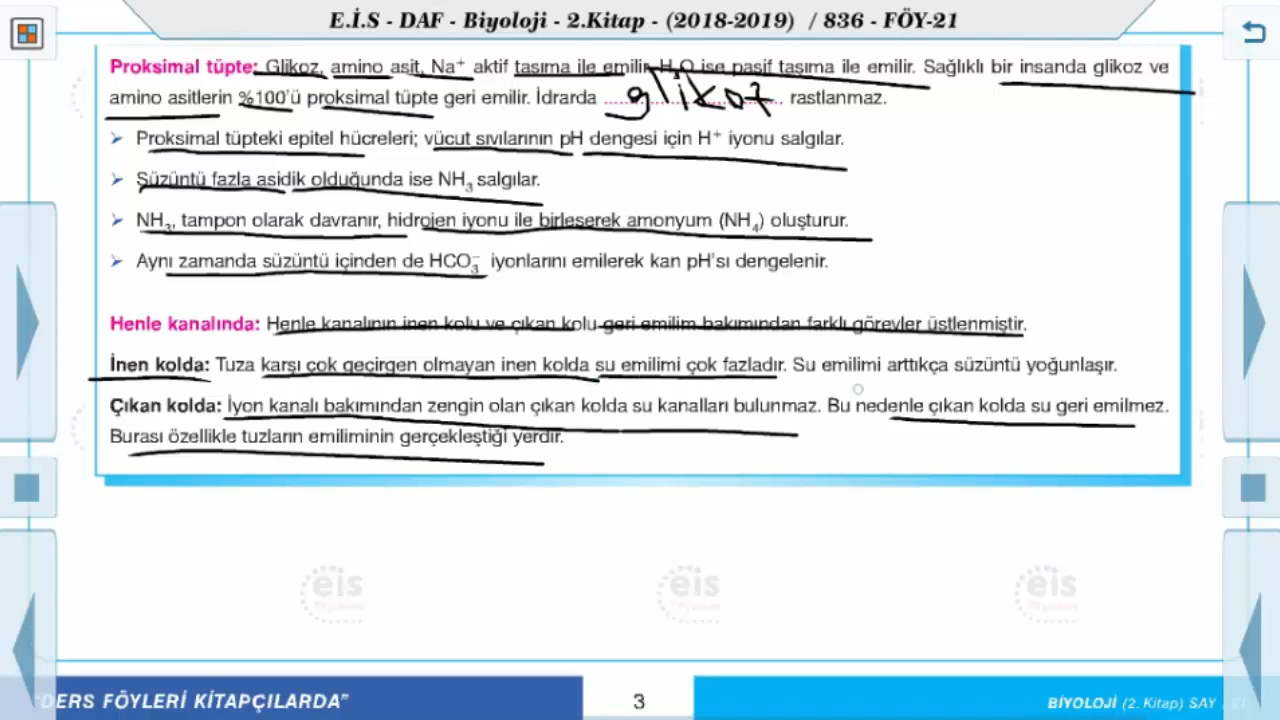 E.İ.S - DAF - Biyoloji - 2.Kitap - (2018-2019) / 836 - FÖY-21
Proksimal tüpte: Glikoz, amino asit, Na⁺ aktif taşıma ile emilir, H₂O ise pasif taşıma ile emilir. Sağlıklı bir insanda glikoz ve
amino asitlerin %100'ü proksimal tüpte geri emilir. İdrarda glikoz rastlanmaz.
➢ Proksimal tüpteki epitel hücreleri; vücut sıvılarının pH dengesi için H⁺ iyonu salgılar.
➢ Süzüntü fazla asidik olduğunda ise NH₃ salgılar.
➢ NH₃, tampon olarak davranır, hidrojen iyonu ile birleşerek amonyum (NH₄) oluşturur.
➢ Aynı zamanda süzüntü içinden de HCO₃⁻ iyonlarını emilerek kan pH'sı dengelenir.
Henle kanalında: Henle kanalının inen kolu ve çıkan kolu geri emilim bakımından farklı görevler üstlenmiştir.
İnen kolda: Tuza karşı çok geçirgen olmayan inen kolda su emilimi çok fazladır. Su emilimi arttıkça süzüntü yoğunlaşır.
Çıkan kolda: İyon kanalı bakımından zengin olan çıkan kolda su kanalları bulunmaz. Bu nedenle çıkan kolda su geri emilmez.
Burası özellikle tuzların emiliminin gerçekleştiği yerdir.
eis eis eis
"DERS FÖYLERİ KİTAPÇILARDA"
3
BİYOLOJİ (2. Kitap) SAY